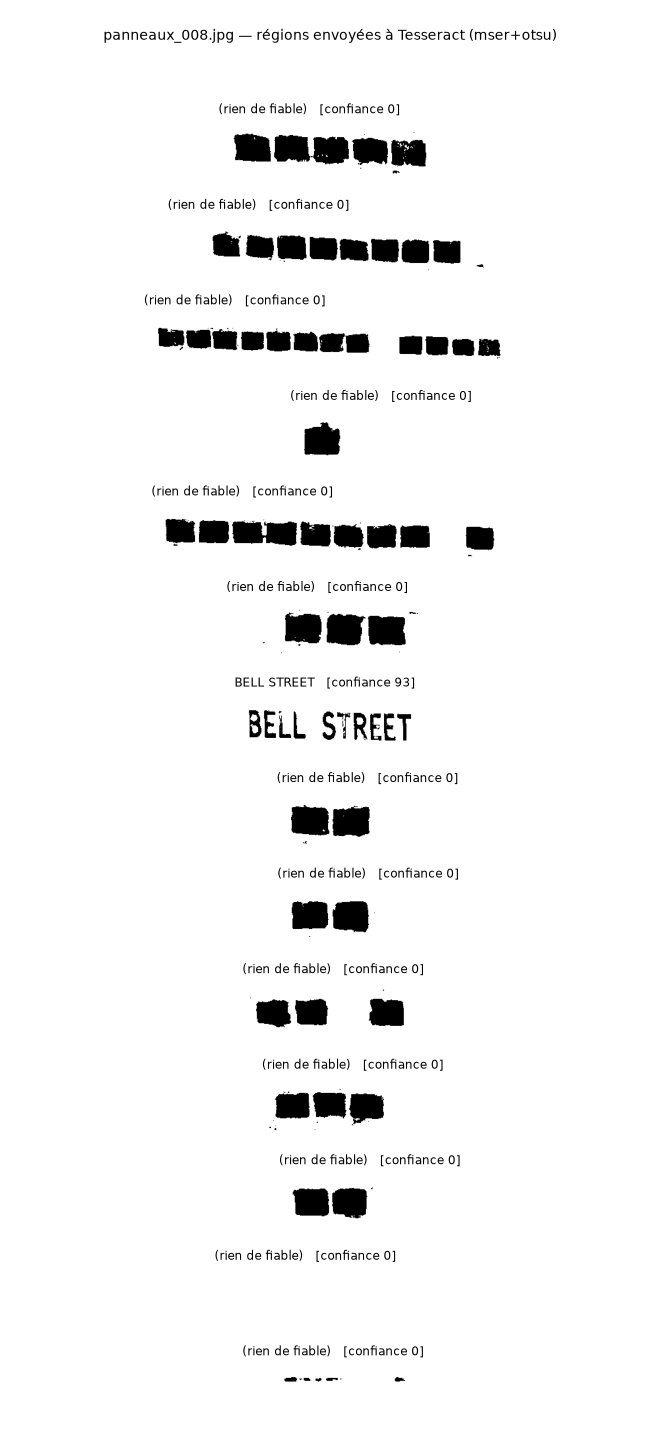 panneaux_008.jpg — régions envoyées à Tesseract (mser+otsu)
(rien de fiable) [confiance 0]
(rien de fiable) [confiance 0]
(rien de fiable) [confiance 0]
(rien de fiable) [confiance 0]
(rien de fiable) [confiance 0]
(rien de fiable) [confiance 0]
BELL STREET [confiance 93]
BELL STREET
(rien de fiable) [confiance 0]
(rien de fiable) [confiance 0]
(rien de fiable) [confiance 0]
(rien de fiable) [confiance 0]
(rien de fiable) [confiance 0]
(rien de fiable) [confiance 0]
(rien de fiable) [confiance 0]